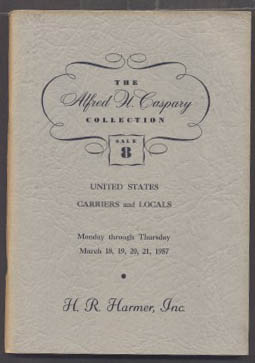 THE
Alfred H. Caspary
COLLECTION
SALE
8
UNITED STATES
CARRIERS and LOCALS
Monday through Thursday
March 18, 19, 20, 21, 1957
H. R. Harmer, Inc.